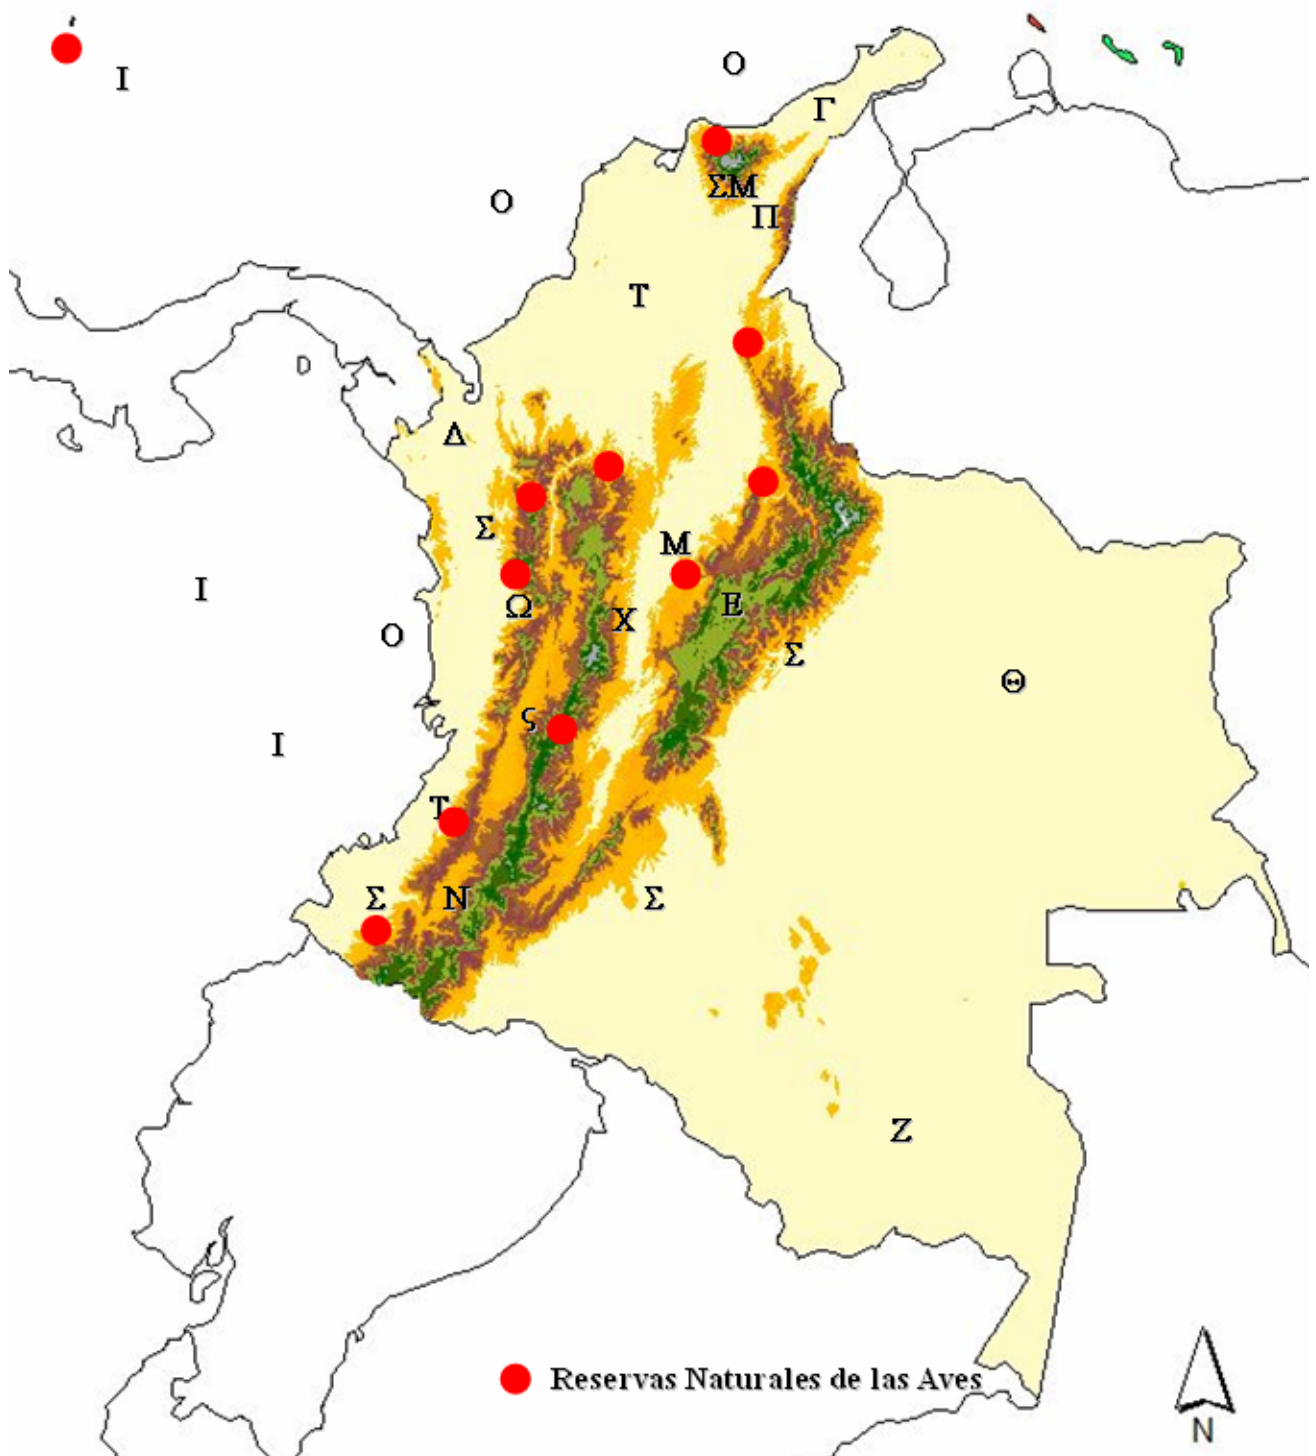 Ο
Ι
Γ
ΣΜ
Ο
Π
Τ
Δ
Σ
Μ
Ι
Ω
Ε
Χ
Ο
Σ
Θ
ς
Ι
Τ
Σ
Ν
Σ
Ζ
Reservas Naturales de las Aves
N